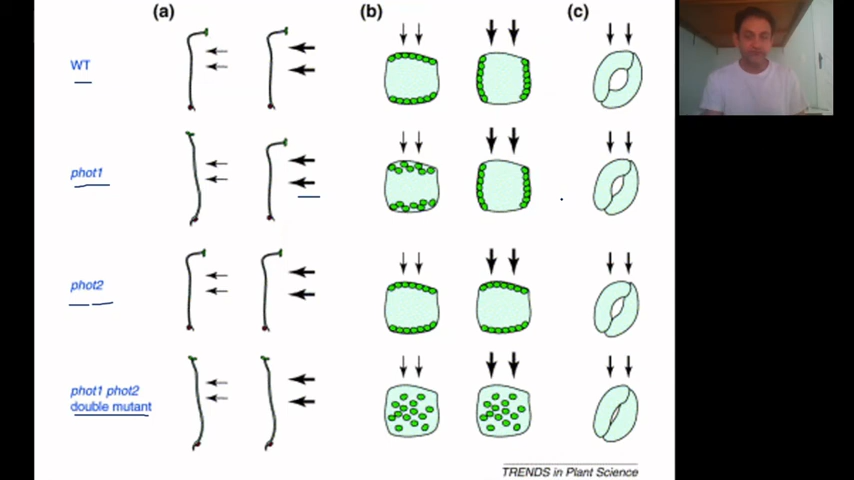 (a) (b) (c)
WT
phot1
phot2
phot1 phot2
double mutant
TRENDS in Plant Science